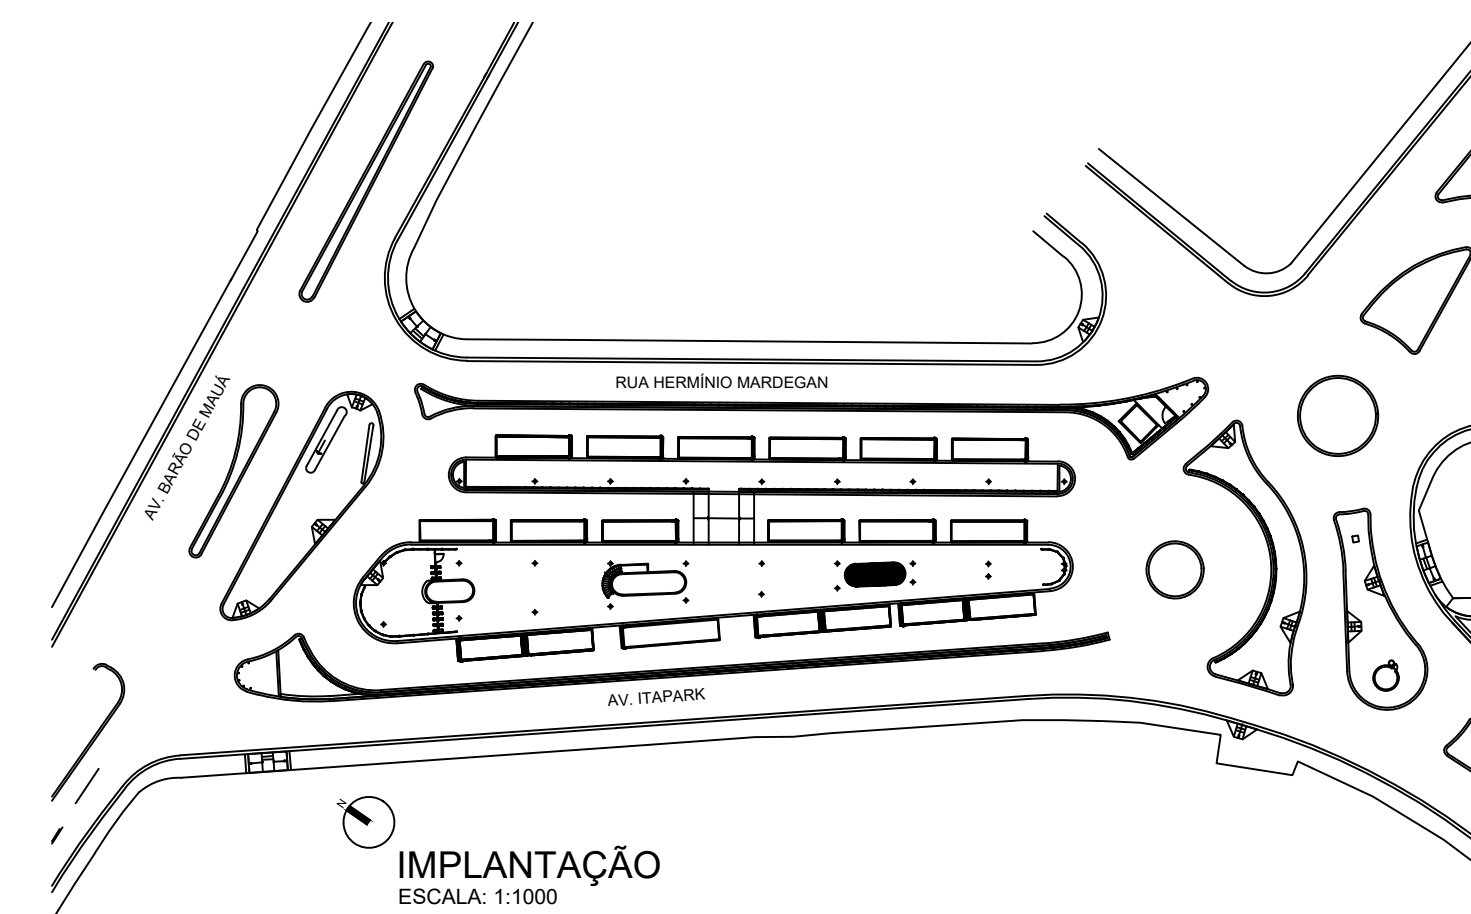 RUA HERMÍNIO MARDEGAN
AV. BARÃO DE MAUÁ
AV. ITAPARK
N
IMPLANTAÇÃO
ESCALA: 1:1000